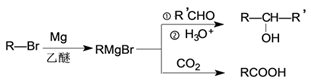 ① R'CHO
② H₃O⁺
R—CH—R'
OH
R—Br
Mg
乙醚
RMgBr
CO₂
RCOOH